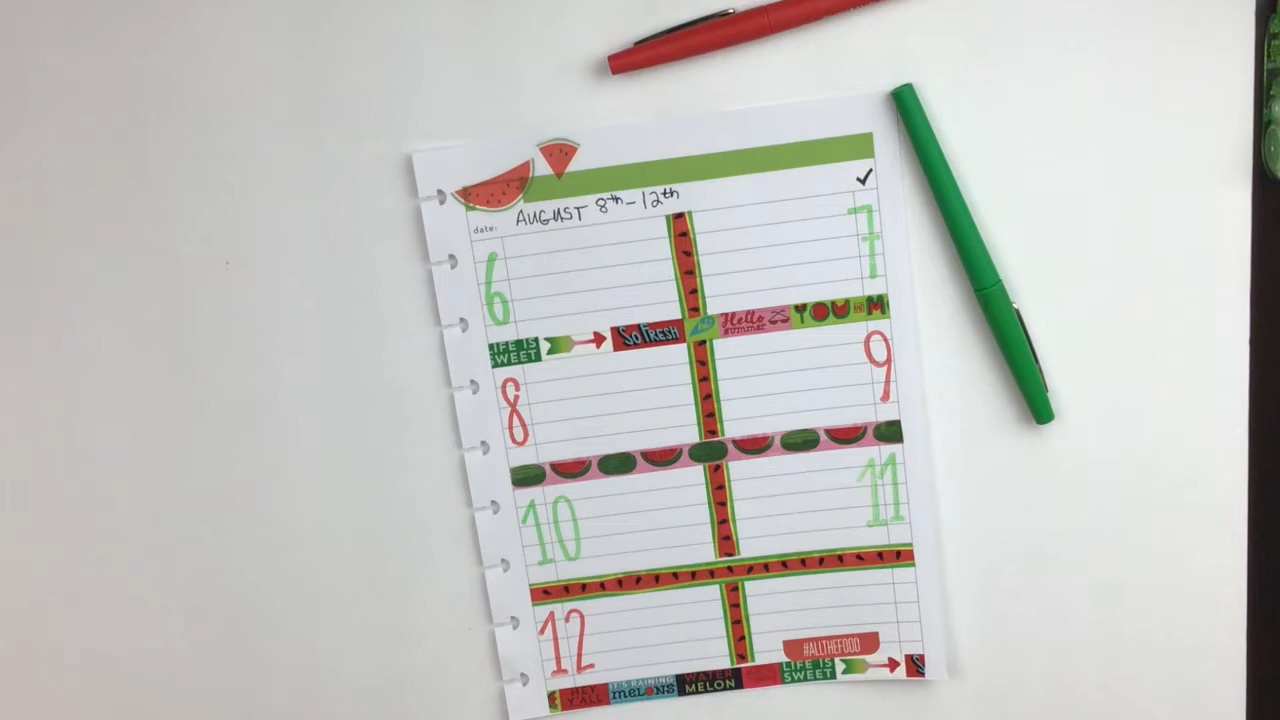 date: AUGUST 8th - 12th
6 7
LIFE IS SWEET SO FRESH Hello summer YOU AND M
8 9
10 11
12
#ALLTHEFOOD
HEY Y'ALL IT'S RAINING MELONS WATER MELON LIFE IS SWEET S